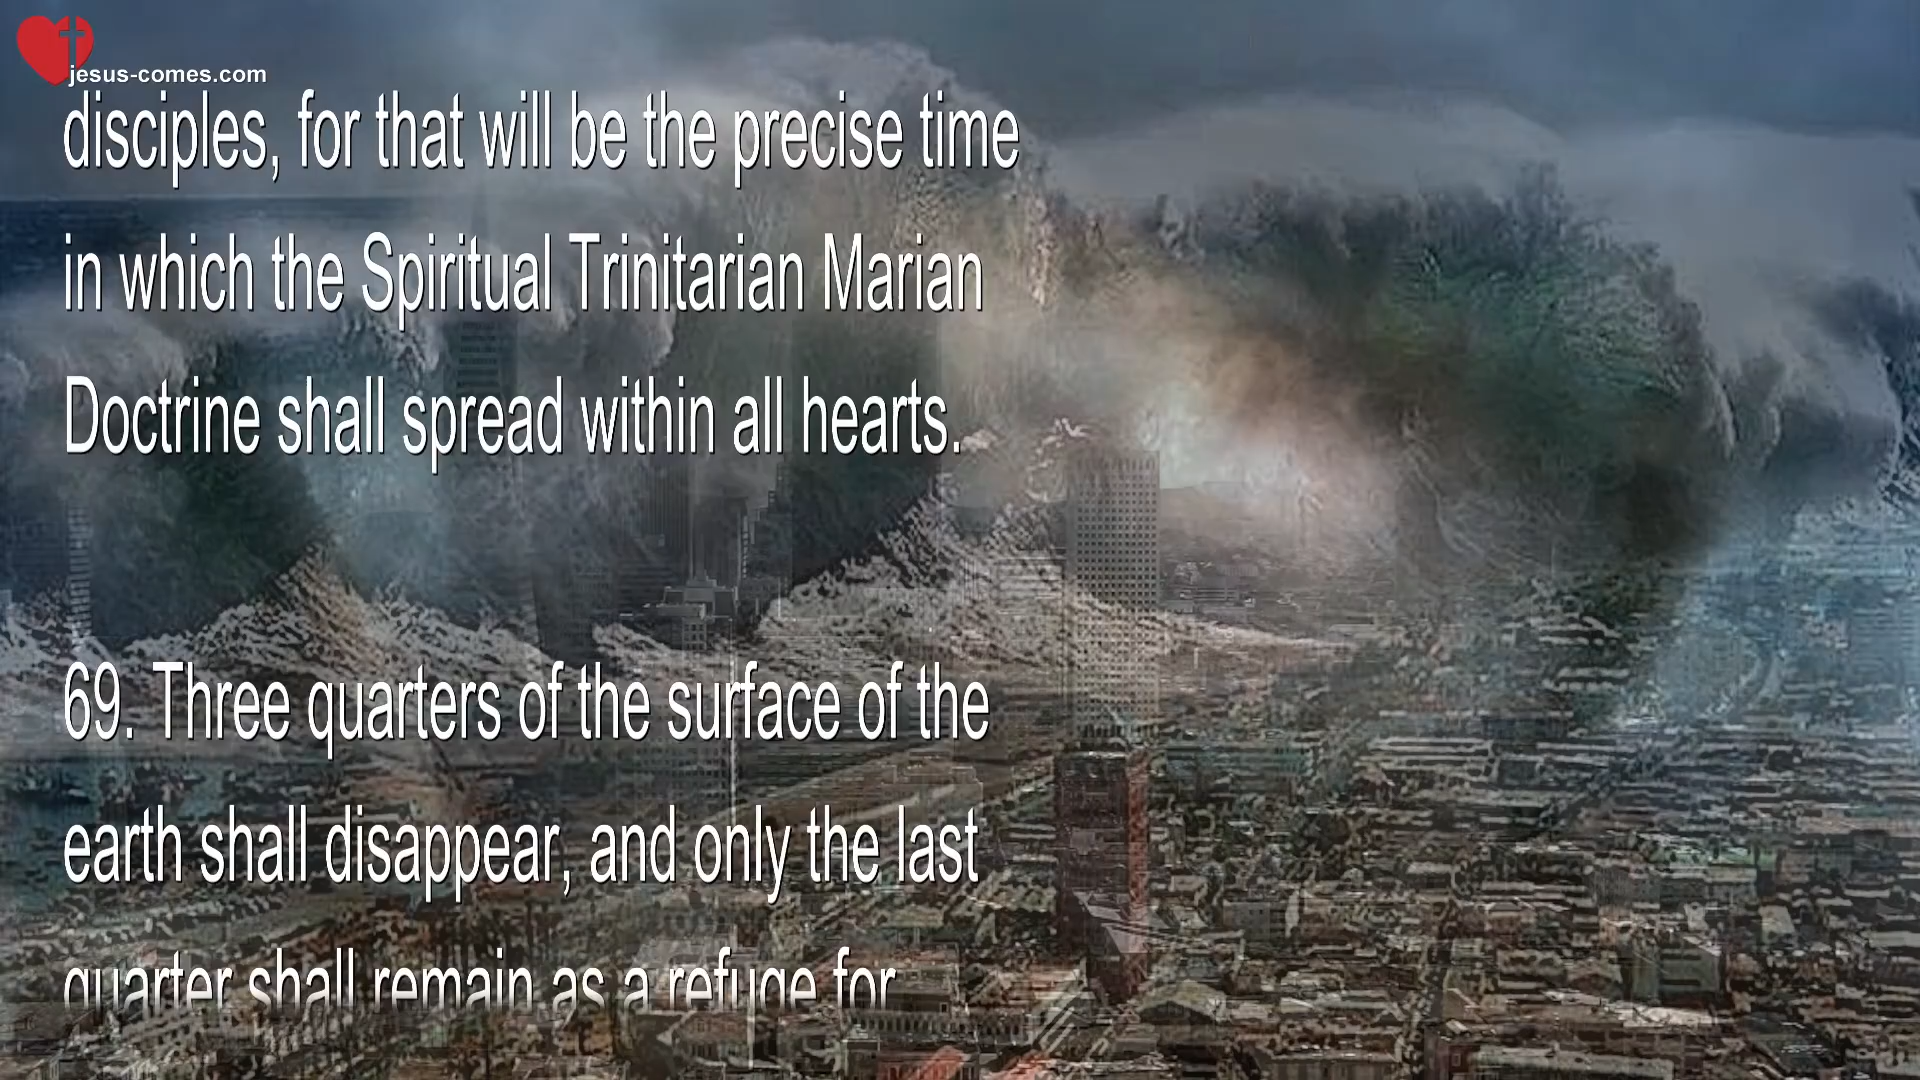 jesus-comes.com
disciples, for that will be the precise time
in which the Spiritual Trinitarian Marian
Doctrine shall spread within all hearts.
69. Three quarters of the surface of the
earth shall disappear, and only the last
quarter shall remain as a refuge for